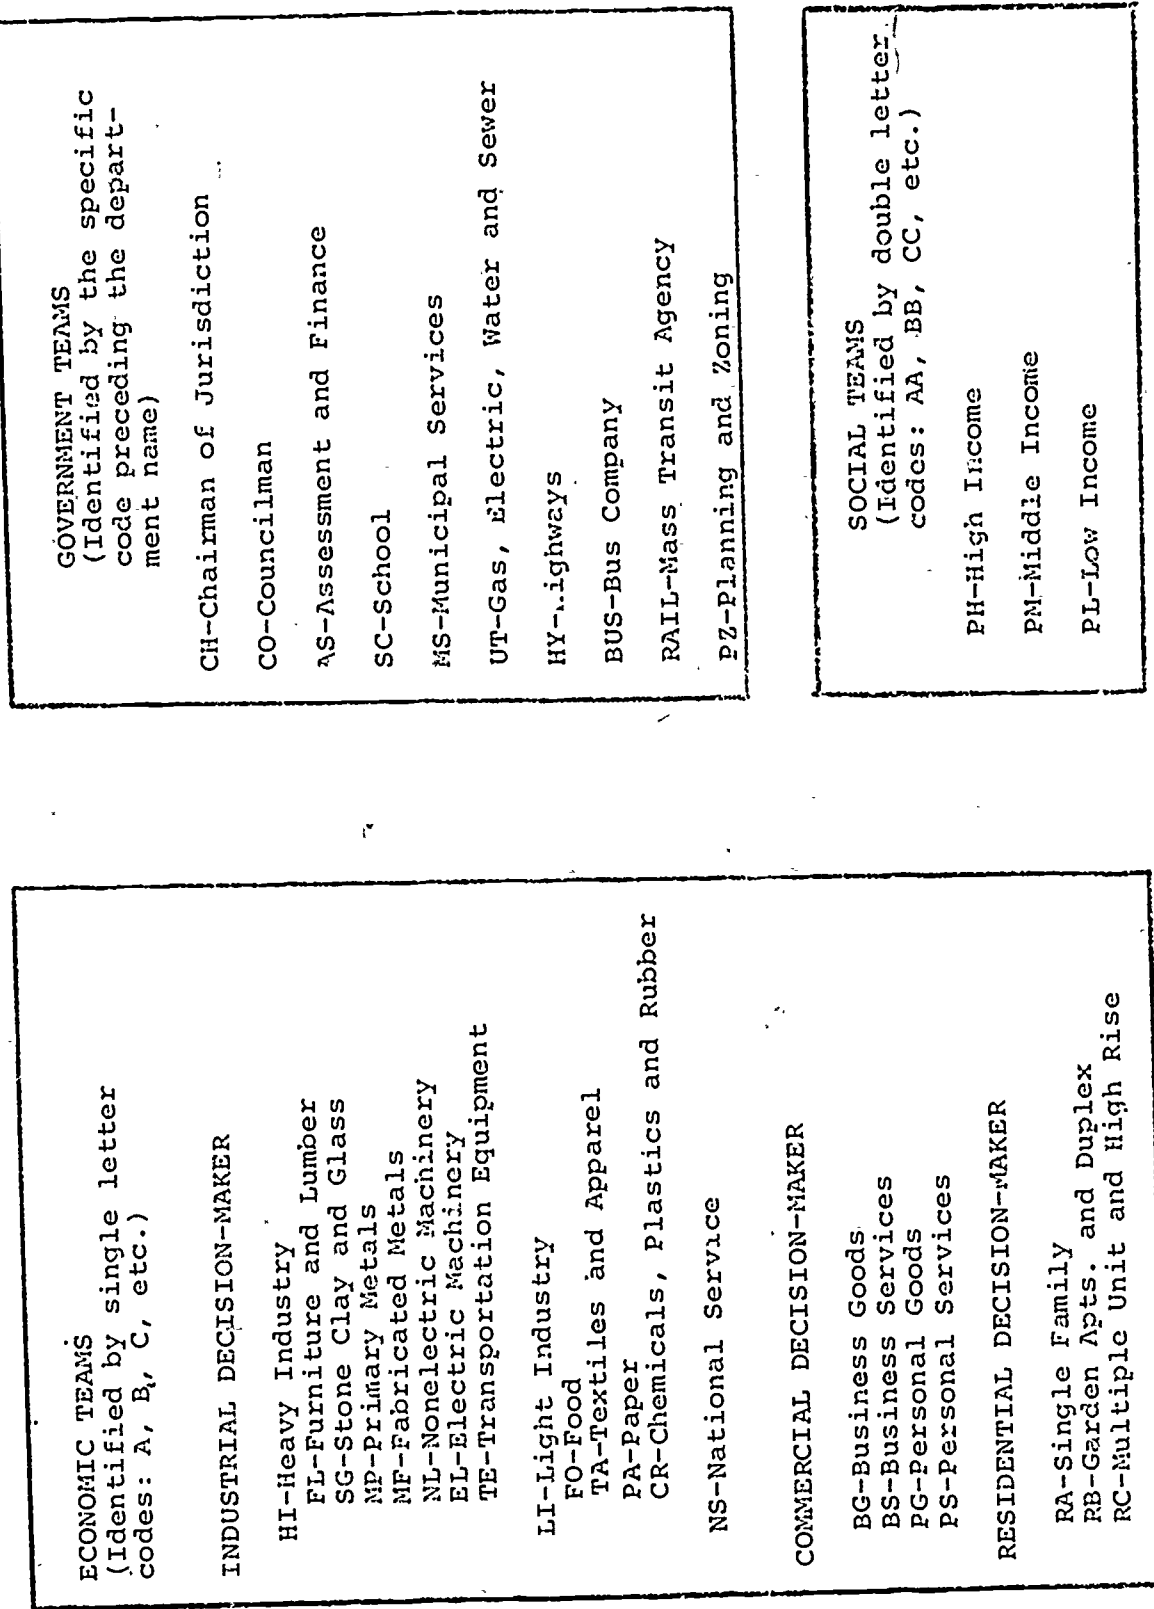 ECONOMIC TEAMS
(Identified by single letter
codes: A, B, C, etc.)
INDUSTRIAL DECISION-MAKER
HI-Heavy Industry
FL-Furniture and Lumber
SG-Stone Clay and Glass
MP-Primary Metals
MF-Fabricated Metals
NL-Nonelectric Machinery
EL-Electric Machinery
TE-Transportation Equipment
LI-Light Industry
FO-Food
TA-Textiles and Apparel
PA-Paper
CR-Chemicals, Plastics and Rubber
NS-National Service
COMMERCIAL DECISION-MAKER
BG-Business Goods
BS-Business Services
PG-Personal Goods
PS-Personal Services
RESIDENTIAL DECISION-MAKER
RA-Single Family
RB-Garden Apts. and Duplex
RC-Multiple Unit and High Rise
GOVERNMENT TEAMS
(Identified by the specific
code preceding the depart-
ment name)
CH-Chairman of Jurisdiction
CO-Councilman
AS-Assessment and Finance
SC-School
MS-Municipal Services
UT-Gas, Electric, Water and Sewer
HY-Highways
BUS-Bus Company
RAIL-Mass Transit Agency
PZ-Planning and Zoning
SOCIAL TEAMS
(Identified by double letter
codes: AA, BB, CC, etc.)
PH-High Income
PM-Middle Income
PL-Low Income